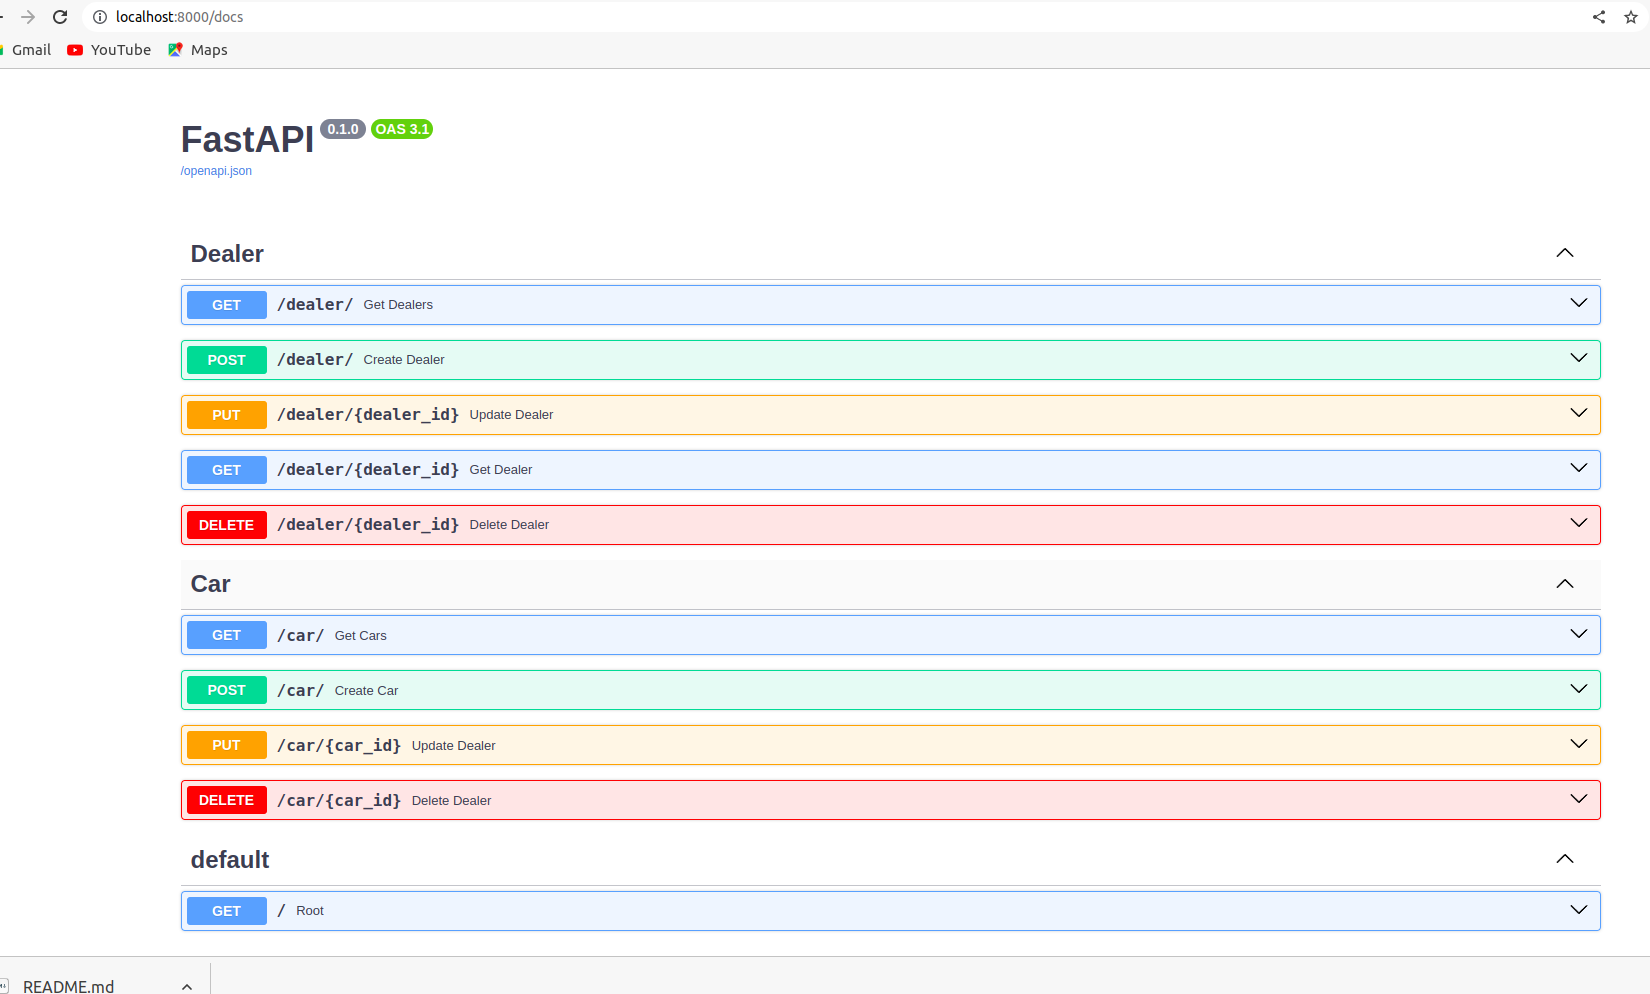 localhost:8000/docs
Gmail YouTube Maps
FastAPI 0.1.0 OAS 3.1
/openapi.json
Dealer
GET /dealer/ Get Dealers
POST /dealer/ Create Dealer
PUT /dealer/{dealer_id} Update Dealer
GET /dealer/{dealer_id} Get Dealer
DELETE /dealer/{dealer_id} Delete Dealer
Car
GET /car/ Get Cars
POST /car/ Create Car
PUT /car/{car_id} Update Dealer
DELETE /car/{car_id} Delete Dealer
default
GET / Root
README.md